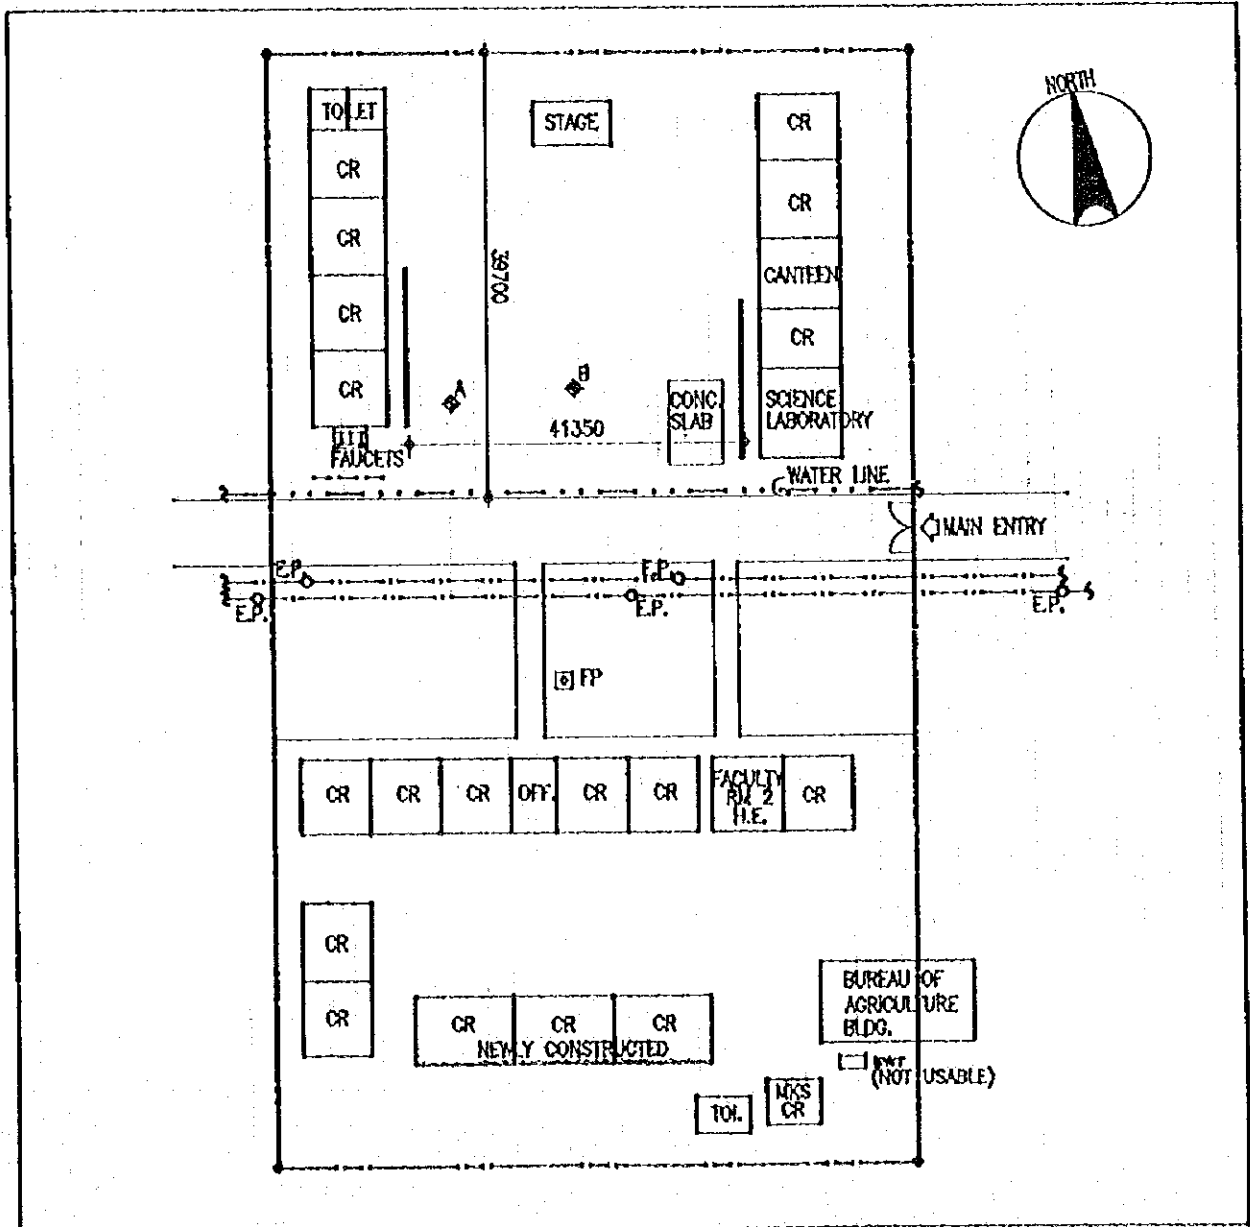 NORTH
TOILET
STAGE
CR
CR
CR
CR
39700
CANTEEN
CR
CR
A
B
CR
CONC.
SLAB
SCIENCE
LABORATORY
41350
FAUCETS
WATER LINE
MAIN ENTRY
E.P.
E.P.
E.P.
E.P.
FP
CR
CR
CR
OFF.
CR
CR
FACULTY
RM. 2
H.E.
CR
CR
CR
CR
CR
CR
NEWLY CONSTRUCTED
BUREAU OF
AGRICULTURE
BLDG.
(NOT USABLE)
TOI.
MKS
CR